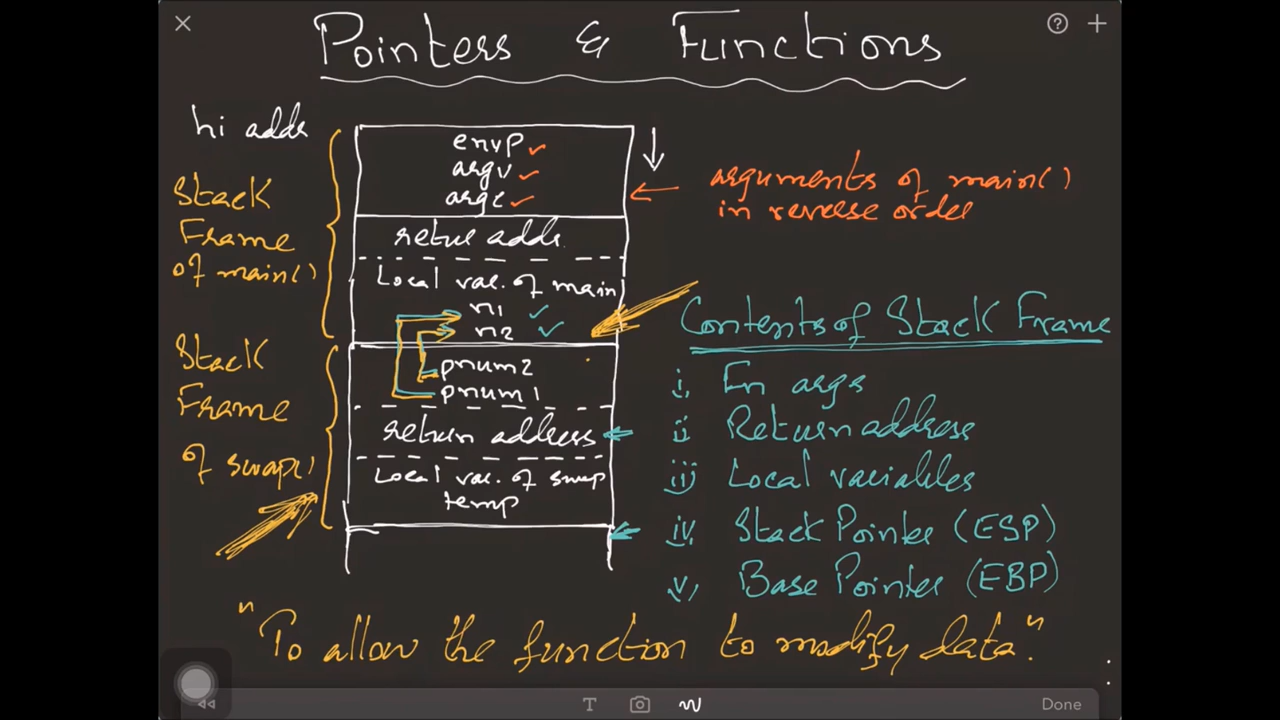 Pointers & Functions
hi addr
envp
argv
argc
Stack
Frame
of main()
arguments of main()
in reverse order
retur addr.
Local var. of main
n1
n2
Contents of Stack Frame
Stack
Frame
of swap()
pnum2
pnum1
return address
Local var. of swap
temp
i, Fn args
ii Return address
iii Local variables
iv. Stack Pointer (ESP)
v, Base Pointer (EBP)
"To allow the function to modify data."
T
Done